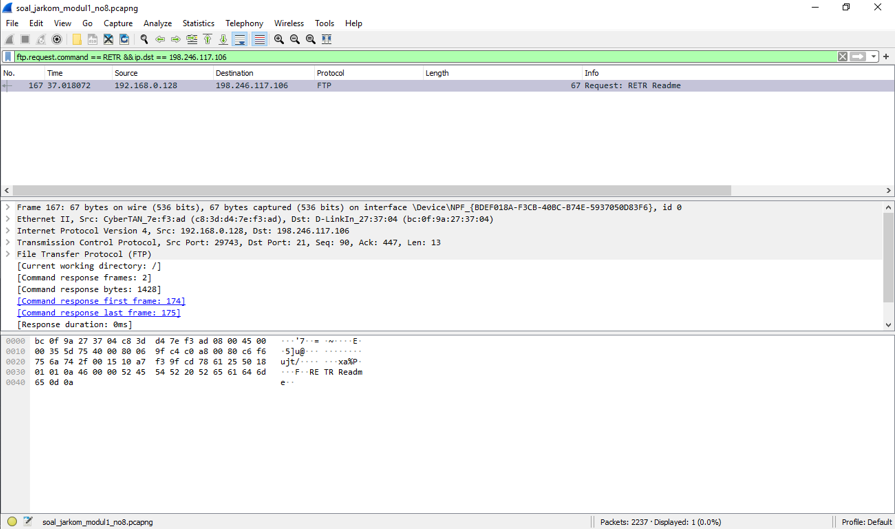 soal_jarkom_modul1_no8.pcapng
File Edit View Go Capture Analyze Statistics Telephony Wireless Tools Help
ftp.request.command == RETR && ip.dst == 198.246.117.106
No. Time Source Destination Protocol Length Info
167 37.018072 192.168.0.128 198.246.117.106 FTP 67 Request: RETR Readme
Frame 167: 67 bytes on wire (536 bits), 67 bytes captured (536 bits) on interface \Device\NPF_{BDEF018A-F3CB-40BC-B74E-5937050D83F6}, id 0
Ethernet II, Src: CyberTAN_7e:f3:ad (c8:3d:d4:7e:f3:ad), Dst: D-LinkIn_27:37:04 (bc:0f:9a:27:37:04)
Internet Protocol Version 4, Src: 192.168.0.128, Dst: 198.246.117.106
Transmission Control Protocol, Src Port: 29743, Dst Port: 21, Seq: 90, Ack: 447, Len: 13
File Transfer Protocol (FTP)
[Current working directory: /]
[Command response frames: 2]
[Command response bytes: 1428]
[Command response first frame: 174]
[Command response last frame: 175]
[Response duration: 0ms]
0000 bc 0f 9a 27 37 04 c8 3d d4 7e f3 ad 08 00 45 00 ···'7··= ·~····E·
0010 00 35 5d 75 40 00 80 06 9f c4 c0 a8 00 80 c6 f6 ·5]u@··· ········
0020 75 6a 74 2f 00 15 10 a7 f3 9f cd 78 61 25 50 18 ujt/···· ···xa%P·
0030 01 01 0a 46 00 00 52 45 54 52 20 52 65 61 64 6d ···F··RE TR Readm
0040 65 0d 0a e··
soal_jarkom_modul1_no8.pcapng Packets: 2237 · Displayed: 1 (0.0%) Profile: Default